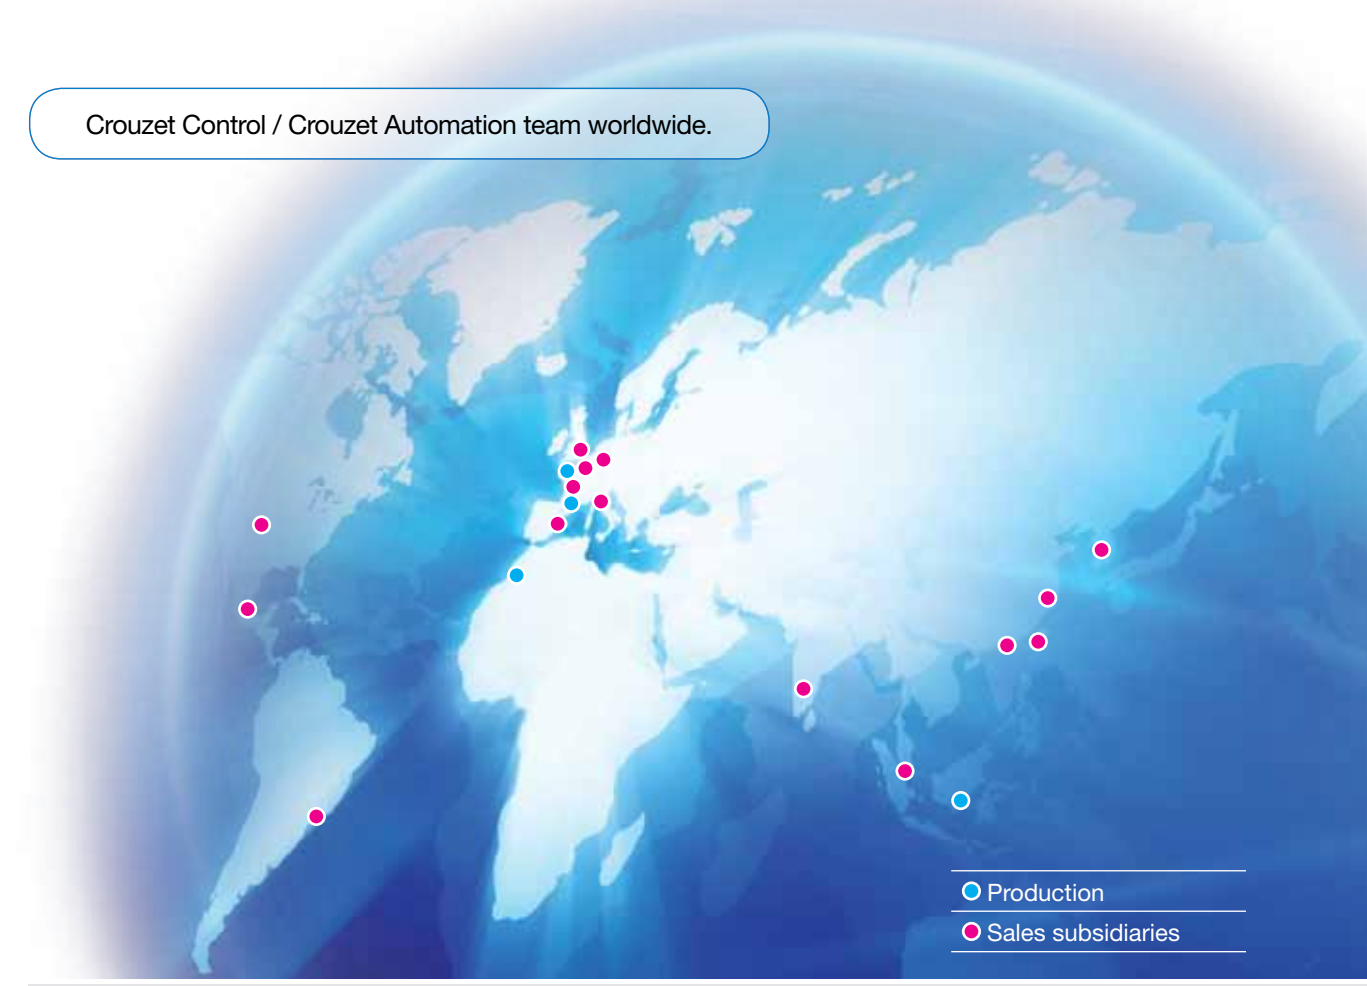 Crouzet Control / Crouzet Automation team worldwide.
Production
Sales subsidiaries